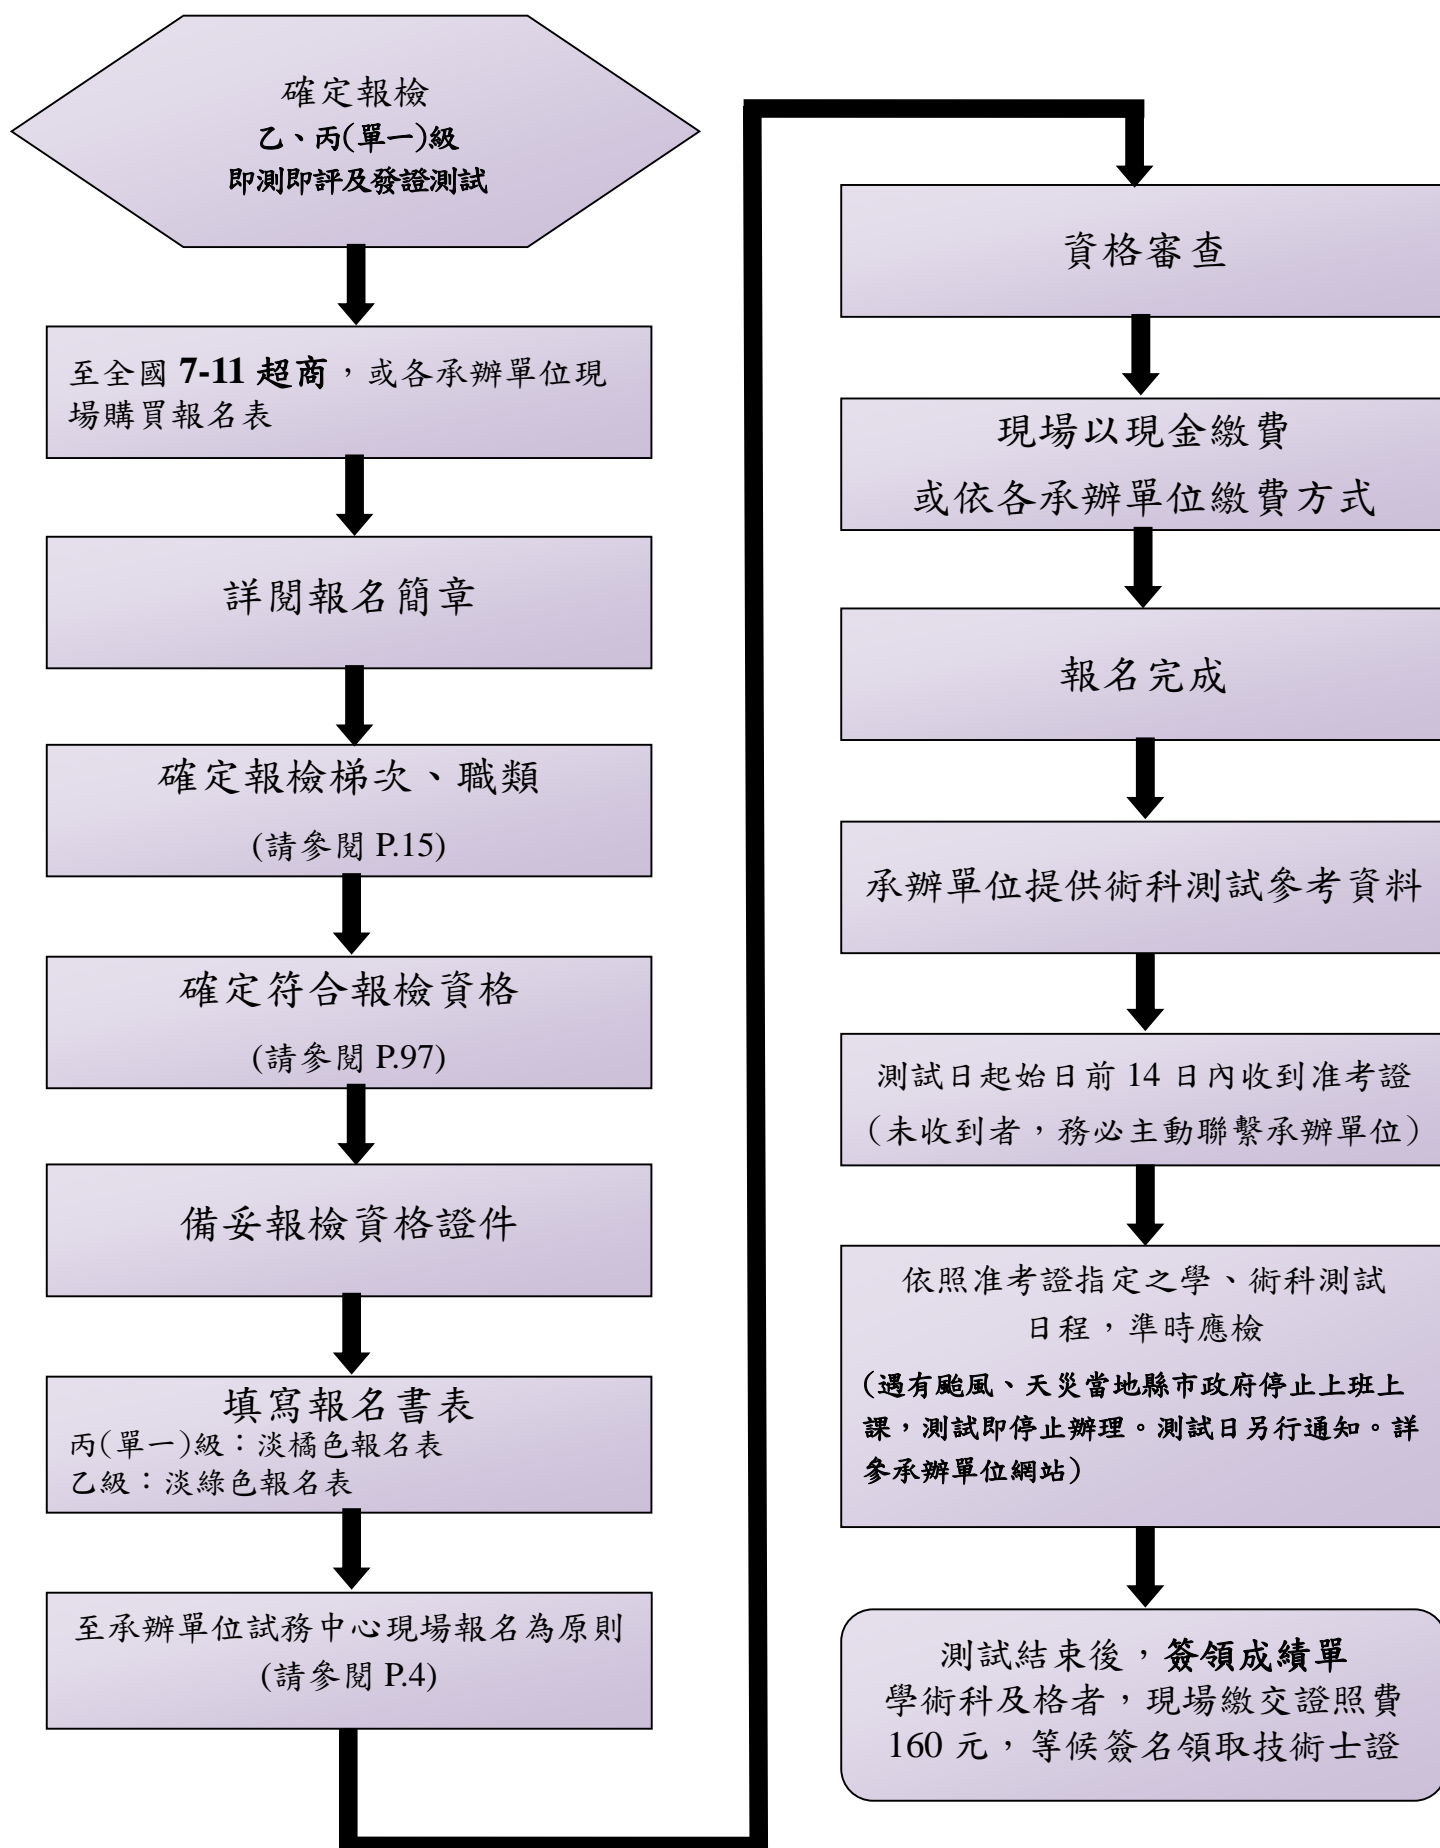 確定報檢
乙、丙(單一)級
即測即評及發證測試
至全國 7-11 超商，或各承辦單位現
場購買報名表
詳閱報名簡章
確定報檢梯次、職類
(請參閱 P.15)
確定符合報檢資格
(請參閱 P.97)
備妥報檢資格證件
填寫報名書表
丙(單一)級：淡橘色報名表
乙級：淡綠色報名表
至承辦單位試務中心現場報名為原則
(請參閱 P.4)
資格審查
現場以現金繳費
或依各承辦單位繳費方式
報名完成
承辦單位提供術科測試參考資料
測試日起始日前 14 日內收到准考證
（未收到者，務必主動聯繫承辦單位）
依照准考證指定之學、術科測試
日程，準時應檢
（遇有颱風、天災當地縣市政府停止上班上
課，測試即停止辦理。測試日另行通知。詳
參承辦單位網站）
測試結束後，簽領成績單
學術科及格者，現場繳交證照費
160 元，等候簽名領取技術士證